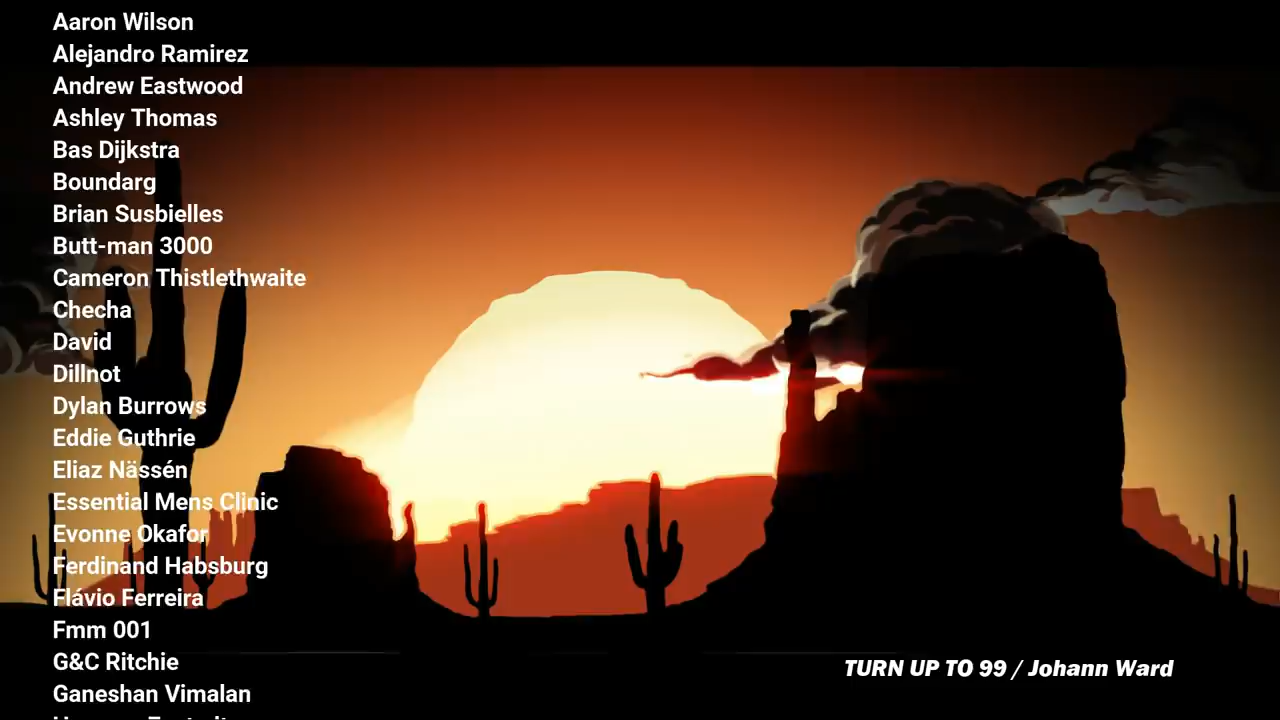 Aaron Wilson
Alejandro Ramirez
Andrew Eastwood
Ashley Thomas
Bas Dijkstra
Boundarg
Brian Susbielles
Butt-man 3000
Cameron Thistlethwaite
Checha
David
Dillnot
Dylan Burrows
Eddie Guthrie
Eliaz Nässén
Essential Mens Clinic
Evonne Okafor
Ferdinand Habsburg
Flávio Ferreira
Fmm 001
G&C Ritchie
Ganeshan Vimalan
TURN UP TO 99 / Johann Ward